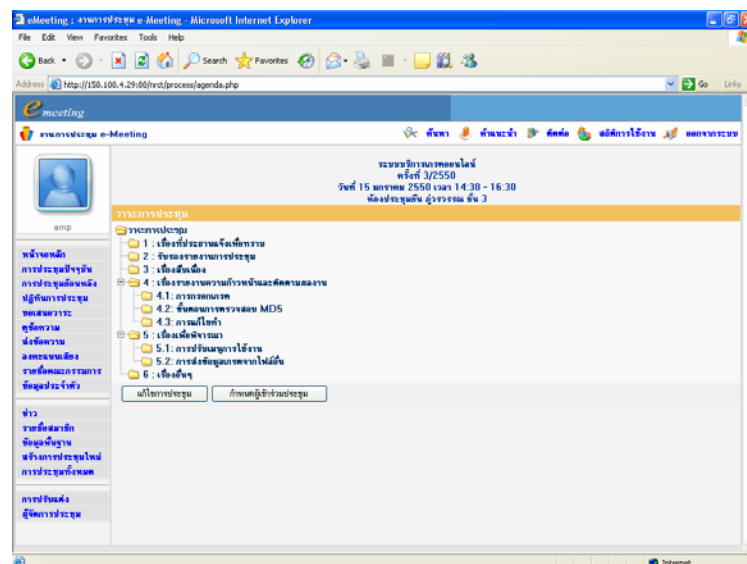 eMeeting : งานการประชุม e-Meeting - Microsoft Internet Explorer
File Edit View Favorites Tools Help
Back Search Favorites
Address http://158.108.4.29:80/nrct/process/agenda.php Go Links
emeeting
งานการประชุม e-Meeting ค้นหา คำแนะนำ ติดต่อ สถิติการใช้งาน ออกจากระบบ
ระบบบริการเกรดออนไลน์
ครั้งที่ 3/2550
วันที่ 15 มกราคม 2550 เวลา 14:30 - 16:30
ห้องประชุมยืน ภู่วรวรรณ ชั้น 3
วาระการประชุม
amp
วาระการประชุม
1 : เรื่องที่ประธานแจ้งเพื่อทราบ
2 : รับรองรายงานการประชุม
3 : เรื่องสืบเนื่อง
4 : เรื่องรายงานความก้าวหน้าและติดตามผลงาน
4.1: การกรอกเกรด
4.2: ขั้นตอนการตรวจสอบ MD5
4.3: การแก้ไขค่า
5 : เรื่องเพื่อพิจารณา
5.1: การปรับเมนูการใช้งาน
5.2: การส่งข้อมูลเกรดจากไฟล์อื่น
6 : เรื่องอื่นๆ
แก้ไขการประชุม กำหนดผู้เข้าร่วมประชุม
หน้าจอหลัก
การประชุมปัจจุบัน
การประชุมย้อนหลัง
ปฏิทินการประชุม
ขอเสนอวาระ
ดูข้อความ
ส่งข้อความ
ลงคะแนนเสียง
รายชื่อคณะกรรมการ
ข้อมูลประจำตัว
ข่าว
รายชื่อสมาชิก
ข้อมูลพื้นฐาน
สร้างการประชุมใหม่
การประชุมทั้งหมด
การปรับแต่ง
ผู้จัดการประชุม
Internet